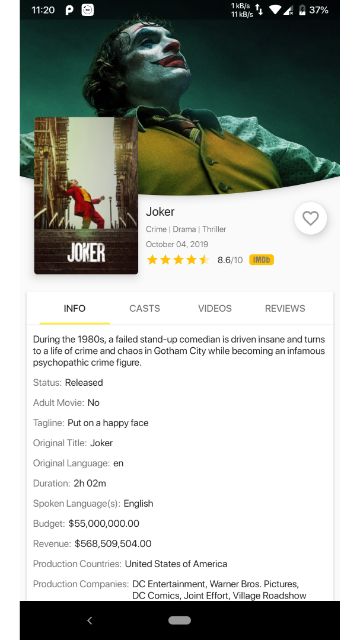 11:20
1 kB/s
11 kB/s
37%
JOKER
Joker
Crime | Drama | Thriller
October 04, 2019
8.6/10 IMDb
INFO CASTS VIDEOS REVIEWS
During the 1980s, a failed stand-up comedian is driven insane and turns
to a life of crime and chaos in Gotham City while becoming an infamous
psychopathic crime figure.
Status: Released
Adult Movie: No
Tagline: Put on a happy face
Original Title: Joker
Original Language: en
Duration: 2h 02m
Spoken Language(s): English
Budget: $55,000,000.00
Revenue: $568,509,504.00
Production Countries: United States of America
Production Companies: DC Entertainment, Warner Bros. Pictures,
DC Comics, Joint Effort, Village Roadshow